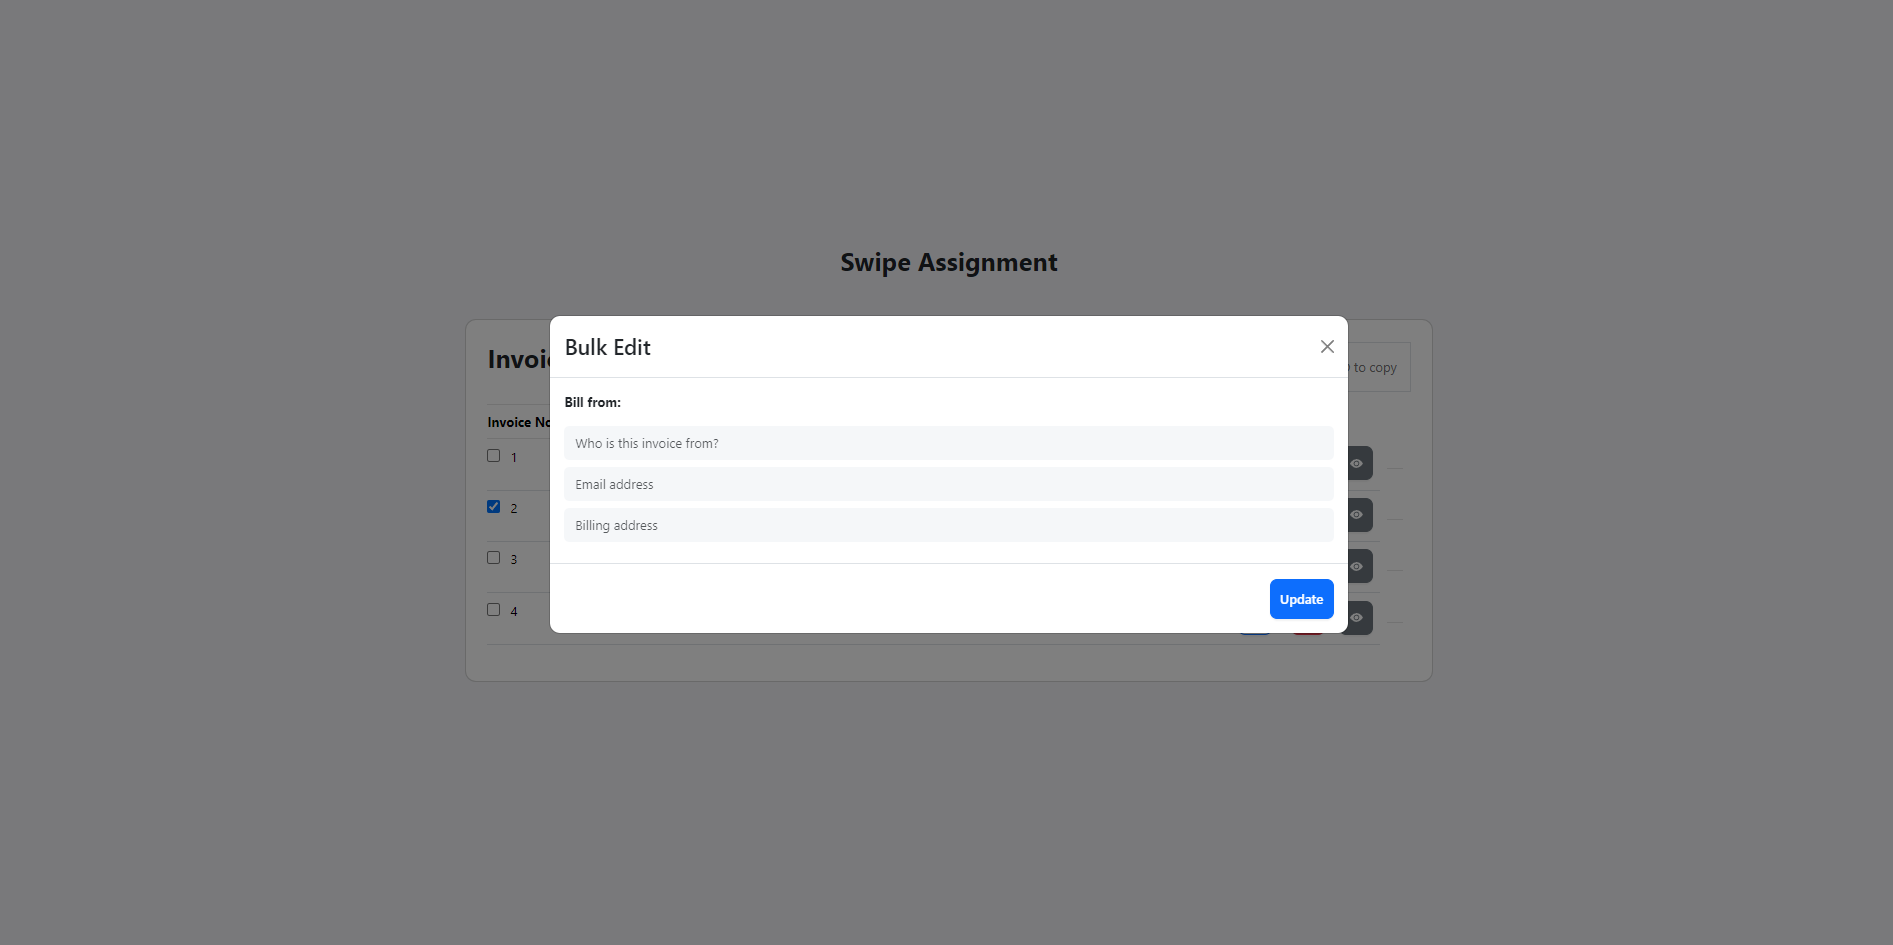 Swipe Assignment
Bulk Edit
to copy
Bill from:
Invoice No
Who is this invoice from?
1
Email address
2
Billing address
3
4
Update